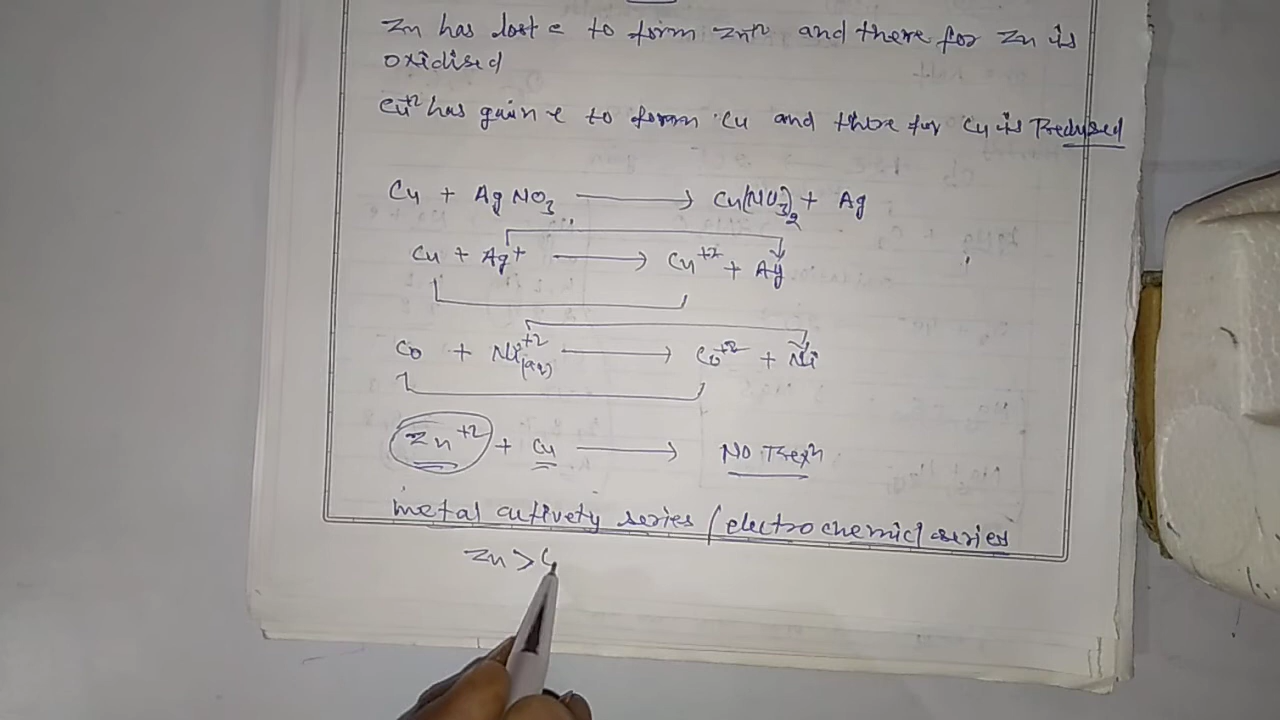 Zn has lost e to form Zn+2 and there for Zn is
oxidised
Cu+2 has gain e to form Cu and there for Cu is Redused
Cu + AgNO3 ⟶ Cu(NO3)2 + Ag
Cu + Ag+ ⟶ Cu+2 + Ag
Co + Ni+2(aq) ⟶ Co+2 + Ni
Zn+2 + Cu ⟶ No Rexn
metal cutivety series / electrochemicl series
Zn > C